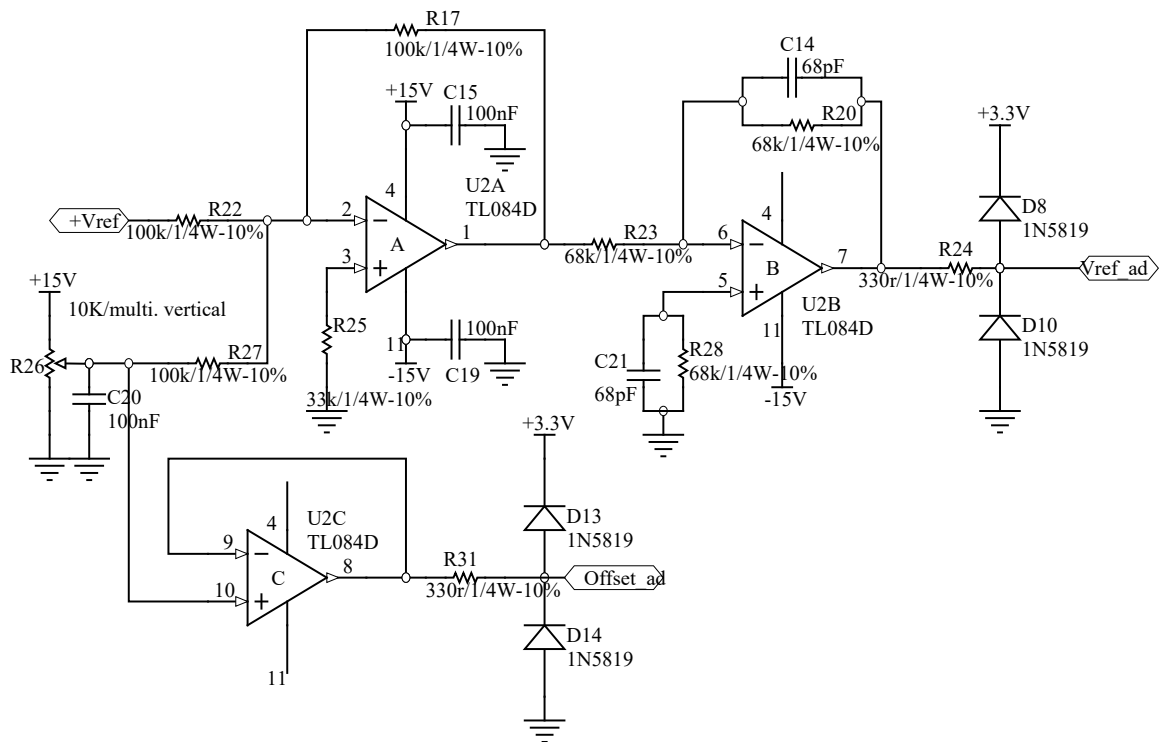 R17
100k/1/4W-10%
C14
68pF
+15V
C15
100nF
R20
68k/1/4W-10%
+3.3V
4
U2A
TL084D
+Vref
R22
100k/1/4W-10%
2
3
A
1
R23
68k/1/4W-10%
6
5
4
B
7
U2B
TL084D
11
-15V
D8
1N5819
R24
330r/1/4W-10%
Vref_ad
D10
1N5819
+15V
10K/multi. vertical
R26
R27
100k/1/4W-10%
C20
100nF
R25
33k/1/4W-10%
11
-15V
100nF
C19
C21
68pF
R28
68k/1/4W-10%
+3.3V
U2C
TL084D
4
9
10
C
8
11
R31
330r/1/4W-10%
D13
1N5819
Offset_ad
D14
1N5819